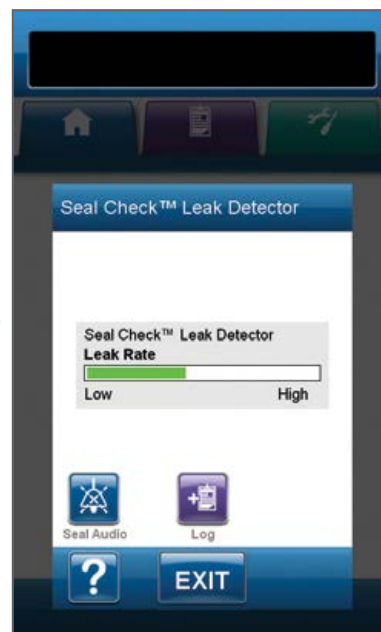 Seal Check™ Leak Detector
Seal Check™ Leak Detector
Leak Rate
Low High
Seal Audio Log
? EXIT